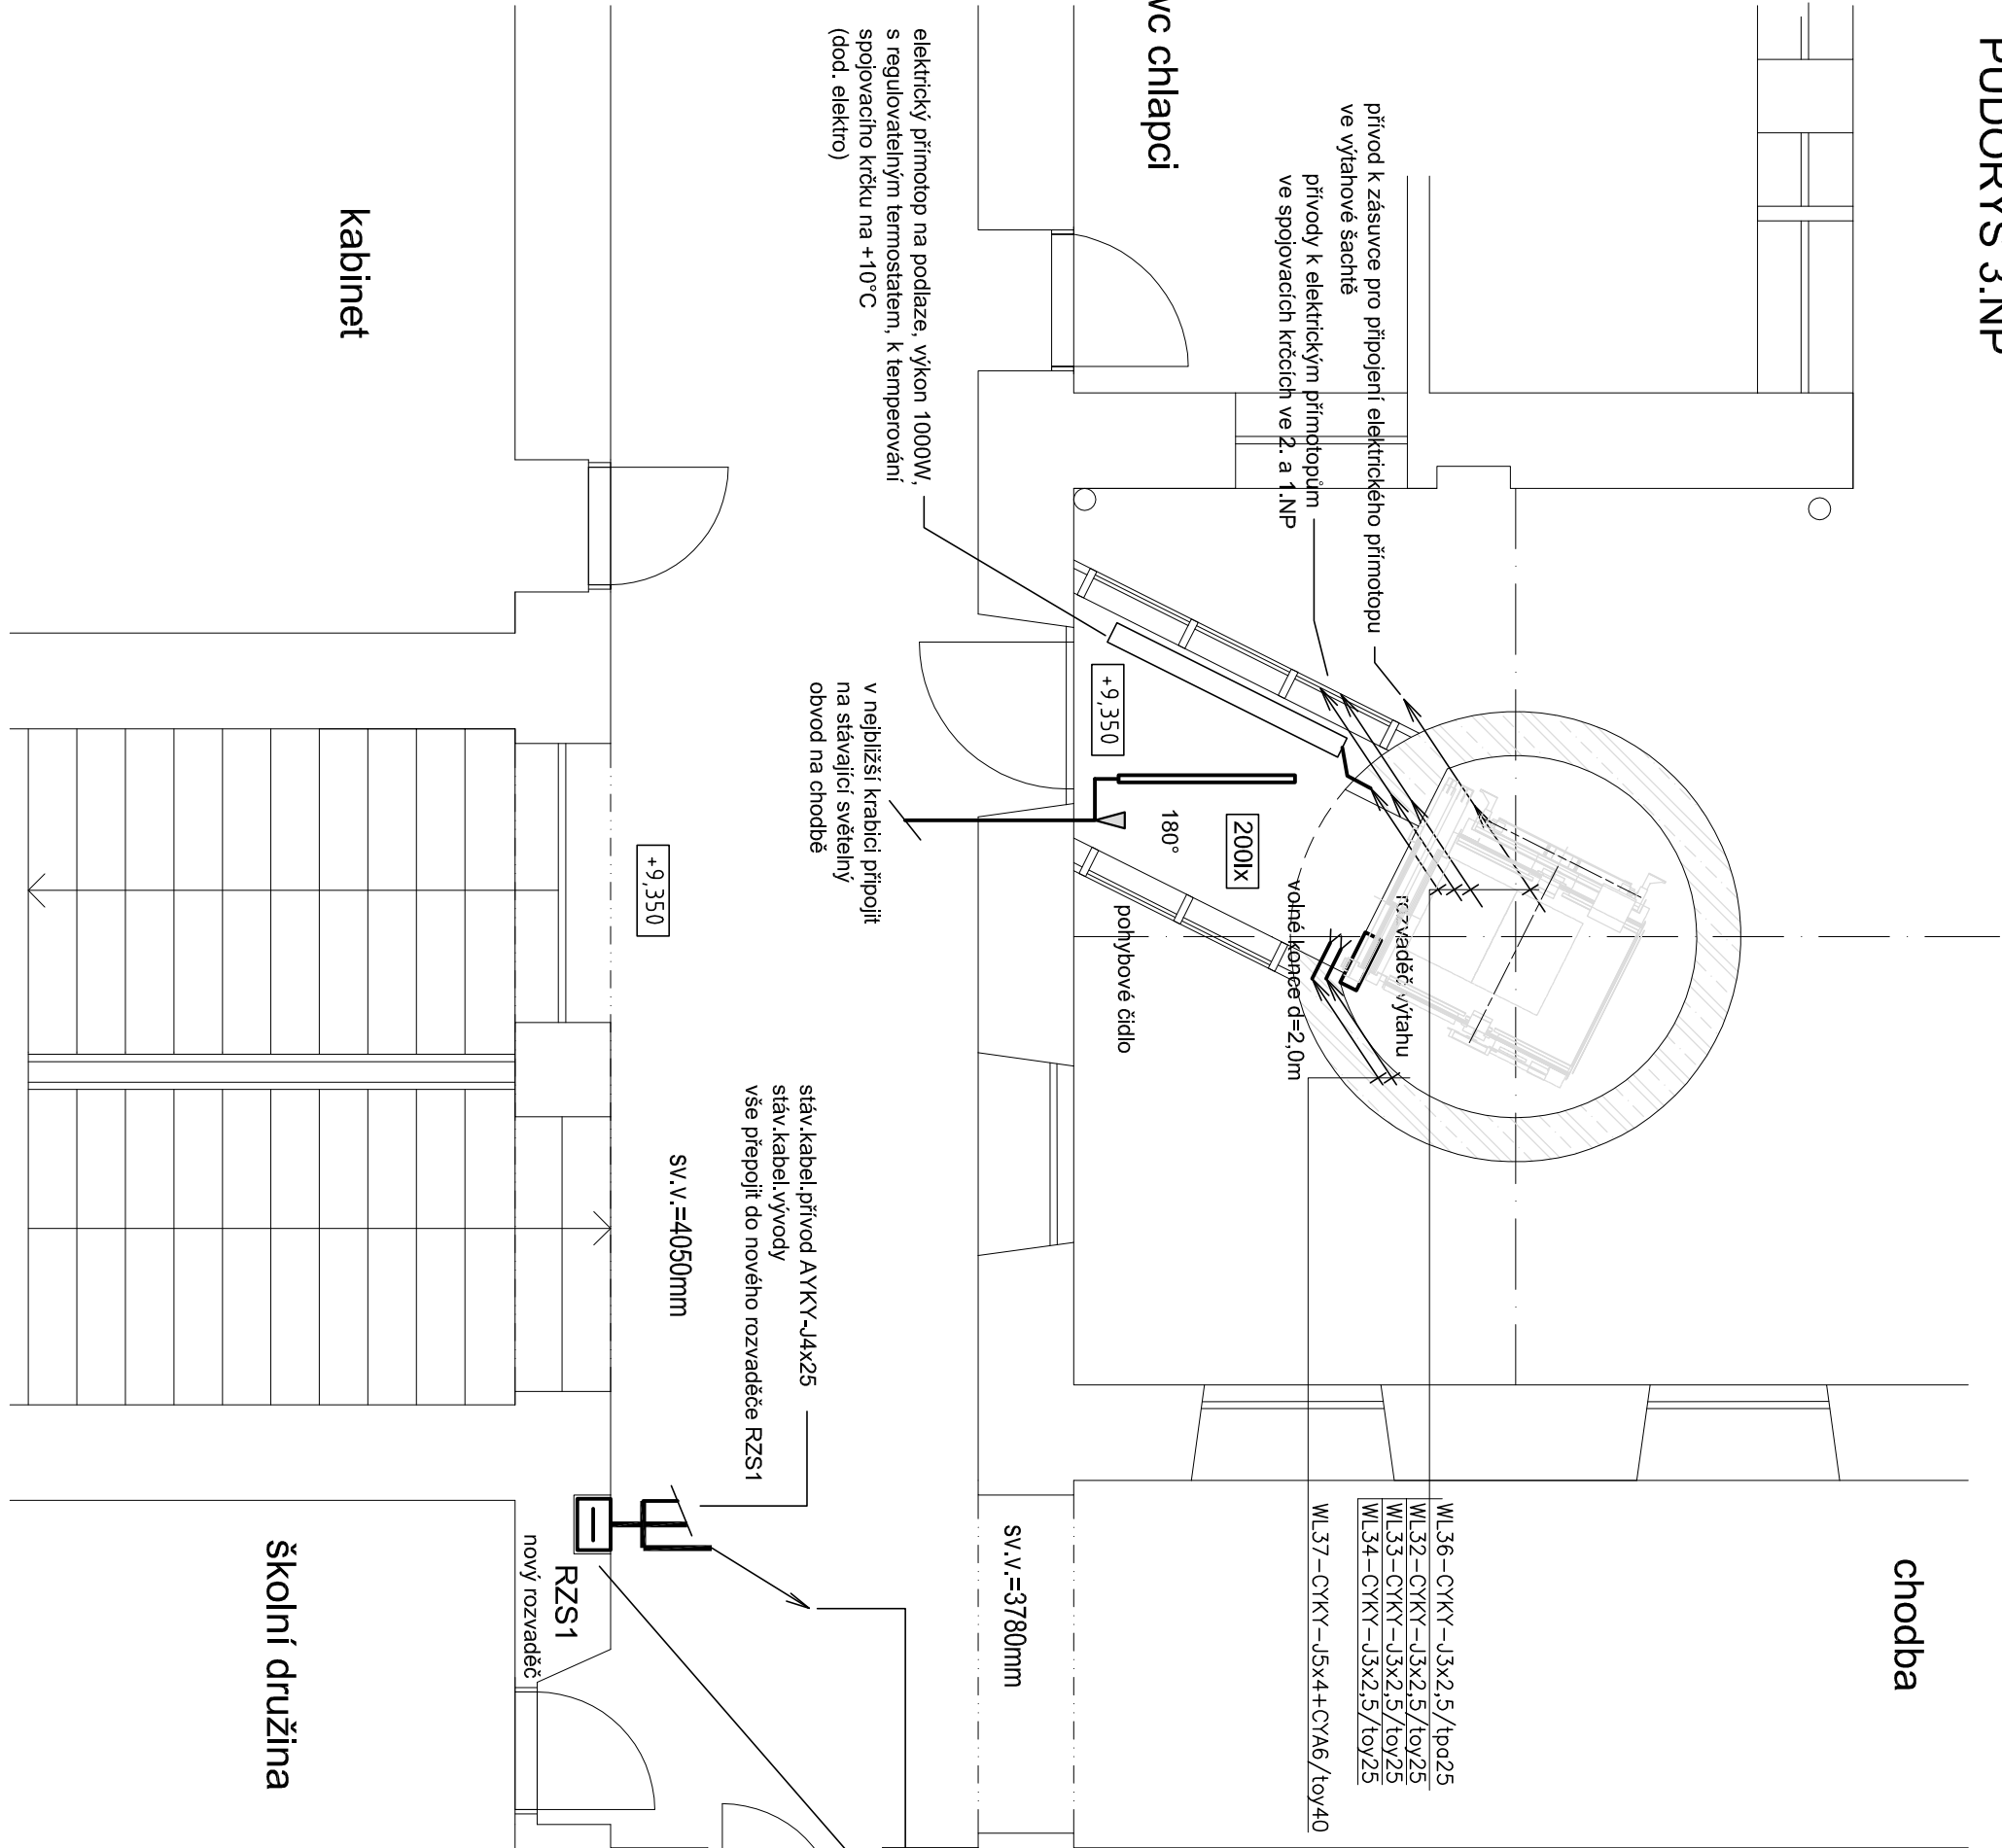 PŮDORYS 3.NP
wc chlapci
přívod k zásuvce pro připojení elektrického přímotopu
ve výtahové šachtě
přívody k elektrickým přímotopům
ve spojovacích krčcích ve 2. a 1.NP
elektrický přímotop na podlaze, výkon 1000W,
s regulovatelným termostatem, k temperování
spojovacího krčku na +10°C
(dod. elektro)
kabinet
+9,350
180°
200lx
rozvaděč výtahu
volné konce d=2,0m
pohybové čidlo
v nejbližší krabici připojit
na stávající světelný
obvod na chodbě
+9,350
sv.v.=4050mm
stáv.kabel.přívod AYKY-J4x25
stáv.kabel.vývody
vše přepojit do nového rozvaděče RZS1
chodba
WL36-CYKY-J3x2,5/tpa25
WL32-CYKY-J3x2,5/toy25
WL33-CYKY-J3x2,5/toy25
WL34-CYKY-J3x2,5/toy25
WL37-CYKY-J5x4+CYA6/toy40
sv.v.=3780mm
RZS1
nový rozvaděč
školní družina